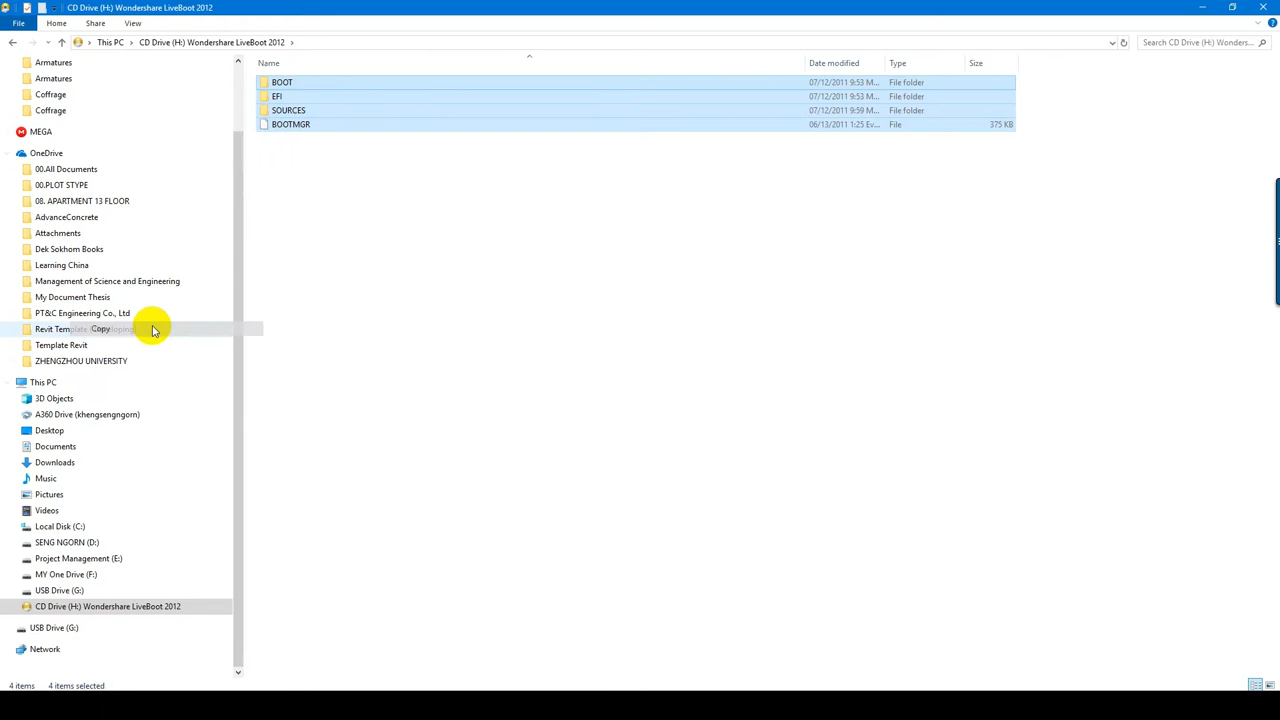 CD Drive (H:) Wondershare LiveBoot 2012
File Home Share View
This PC CD Drive (H:) Wondershare LiveBoot 2012 Search CD Drive (H:) Wonders...
Name Date modified Type Size
BOOT 07/12/2011 9:53 M... File folder
EFI 07/12/2011 9:53 M... File folder
SOURCES 07/12/2011 9:59 M... File folder
BOOTMGR 06/13/2011 1:25 Ev... File 375 KB
Armatures
Armatures
Coffrage
Coffrage
MEGA
OneDrive
00.All Documents
00.PLOT STYPE
08. APARTMENT 13 FLOOR
AdvanceConcrete
Attachments
Dek Sokhom Books
Learning China
Management of Science and Engineering
My Document Thesis
PT&C Engineering Co., Ltd
Revit Template Copy
Template Revit
ZHENGZHOU UNIVERSITY
This PC
3D Objects
A360 Drive (khengsengngorn)
Desktop
Documents
Downloads
Music
Pictures
Videos
Local Disk (C:)
SENG NGORN (D:)
Project Management (E:)
MY One Drive (F:)
USB Drive (G:)
CD Drive (H:) Wondershare LiveBoot 2012
USB Drive (G:)
Network
4 items 4 items selected